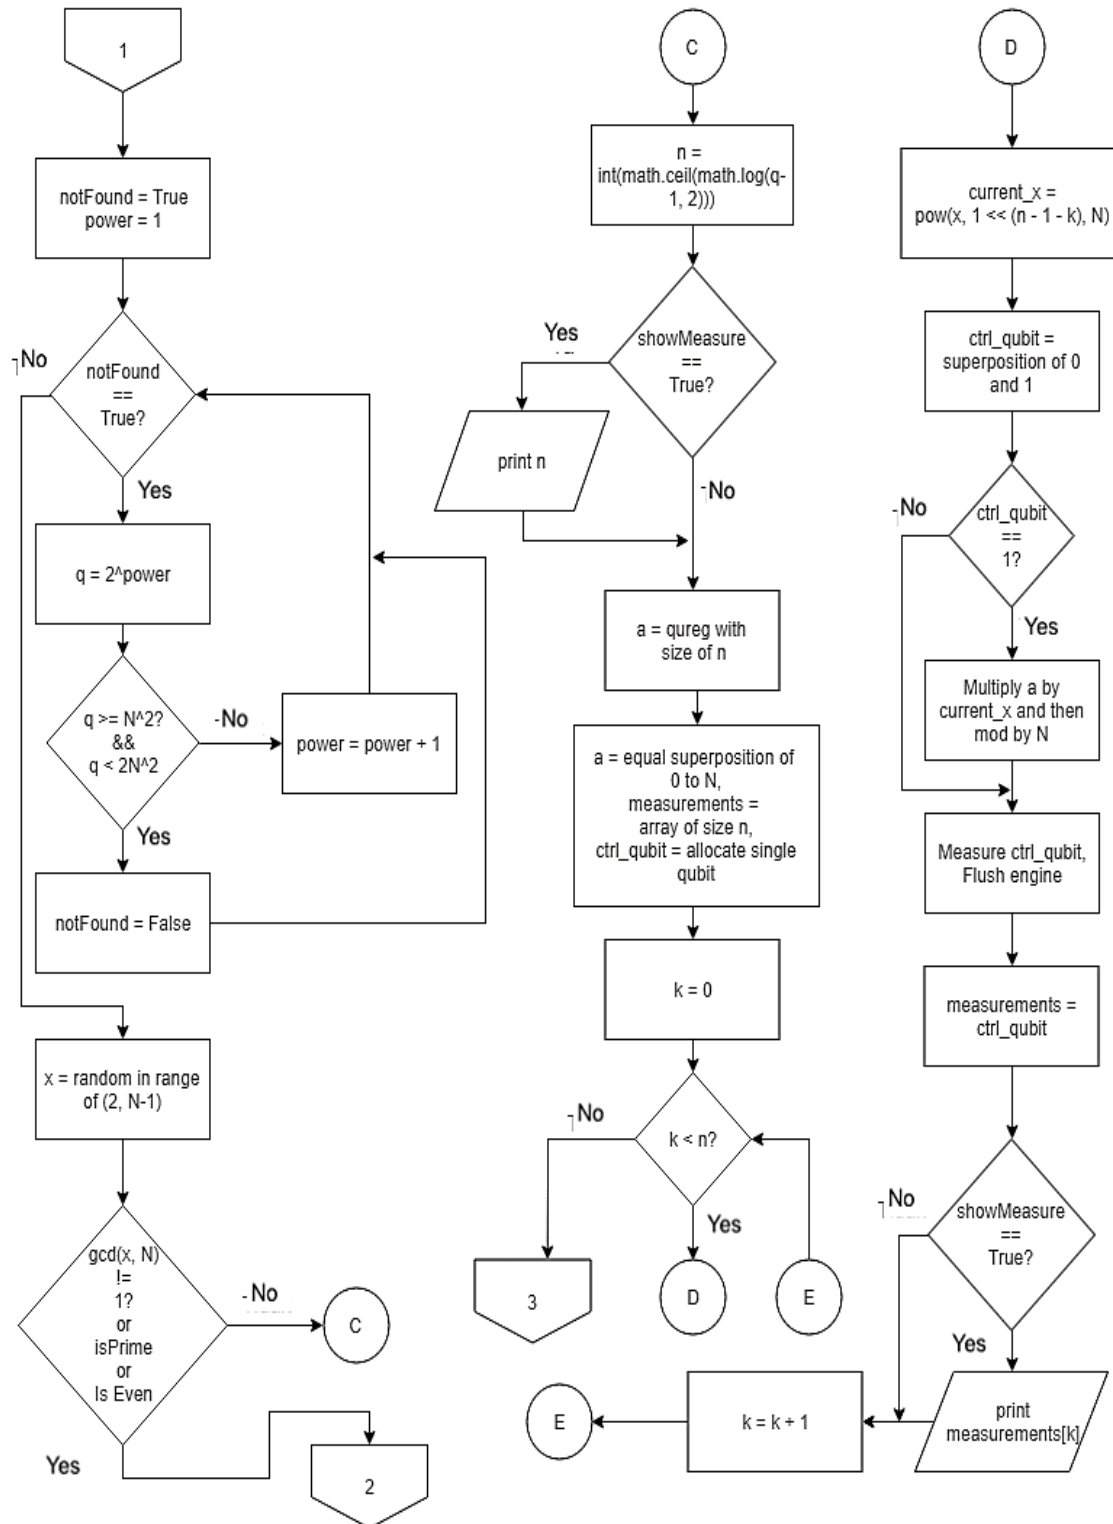 1
notFound = True
power = 1
notFound
==
True?
No
Yes
q = 2^power
q >= N^2?
&&
q < 2N^2
No
power = power + 1
Yes
notFound = False
x = random in range
of (2, N-1)
gcd(x, N)
!=
1?
or
isPrime
or
Is Even
No
C
Yes
2
C
n =
int(math.ceil(math.log(q-
1, 2)))
showMeasure
==
True?
Yes
print n
No
a = qureg with
size of n
a = equal superposition of
0 to N,
measurements =
array of size n,
ctrl_qubit = allocate single
qubit
k = 0
k < n?
No
Yes
3
D
E
D
current_x =
pow(x, 1 << (n - 1 - k), N)
ctrl_qubit =
superposition of 0
and 1
ctrl_qubit
==
1?
No
Yes
Multiply a by
current_x and then
mod by N
Measure ctrl_qubit,
Flush engine
measurements =
ctrl_qubit
showMeasure
==
True?
No
Yes
print
measurements[k]
k = k + 1
E